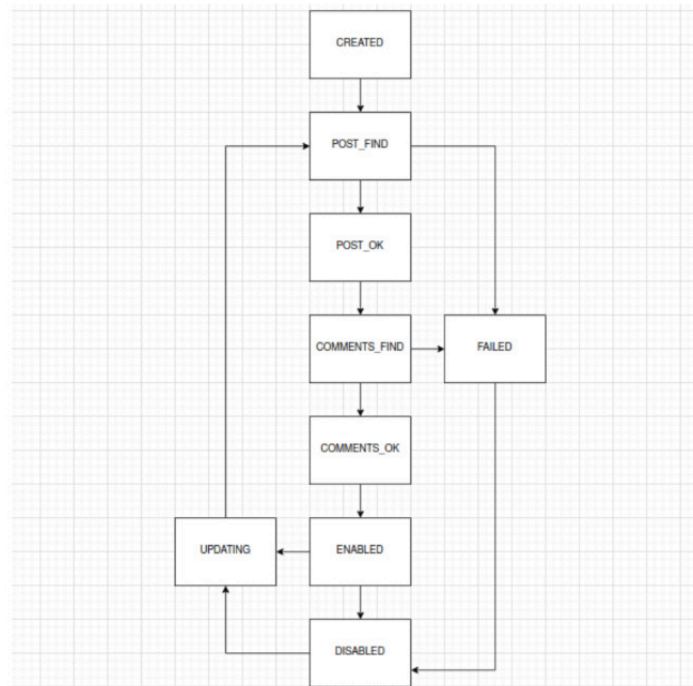 CREATED
POST_FIND
POST_OK
COMMENTS_FIND
FAILED
COMMENTS_OK
UPDATING
ENABLED
DISABLED